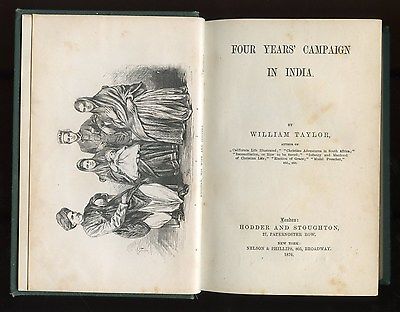 FOUR YEARS' CAMPAIGN
IN INDIA.
BY
WILLIAM TAYLOR,
AUTHOR OF
"California Life Illustrated," "Christian Adventures in South Africa,"
"Reconciliation, or How to be Saved," "Infancy and Manhood
of Christian Life," "Election of Grace," "Model Preacher,"
etc., etc.
London:
HODDER AND STOUGHTON,
27, PATERNOSTER ROW.
NEW YORK:
NELSON & PHILLIPS, 805, BROADWAY.
1876.